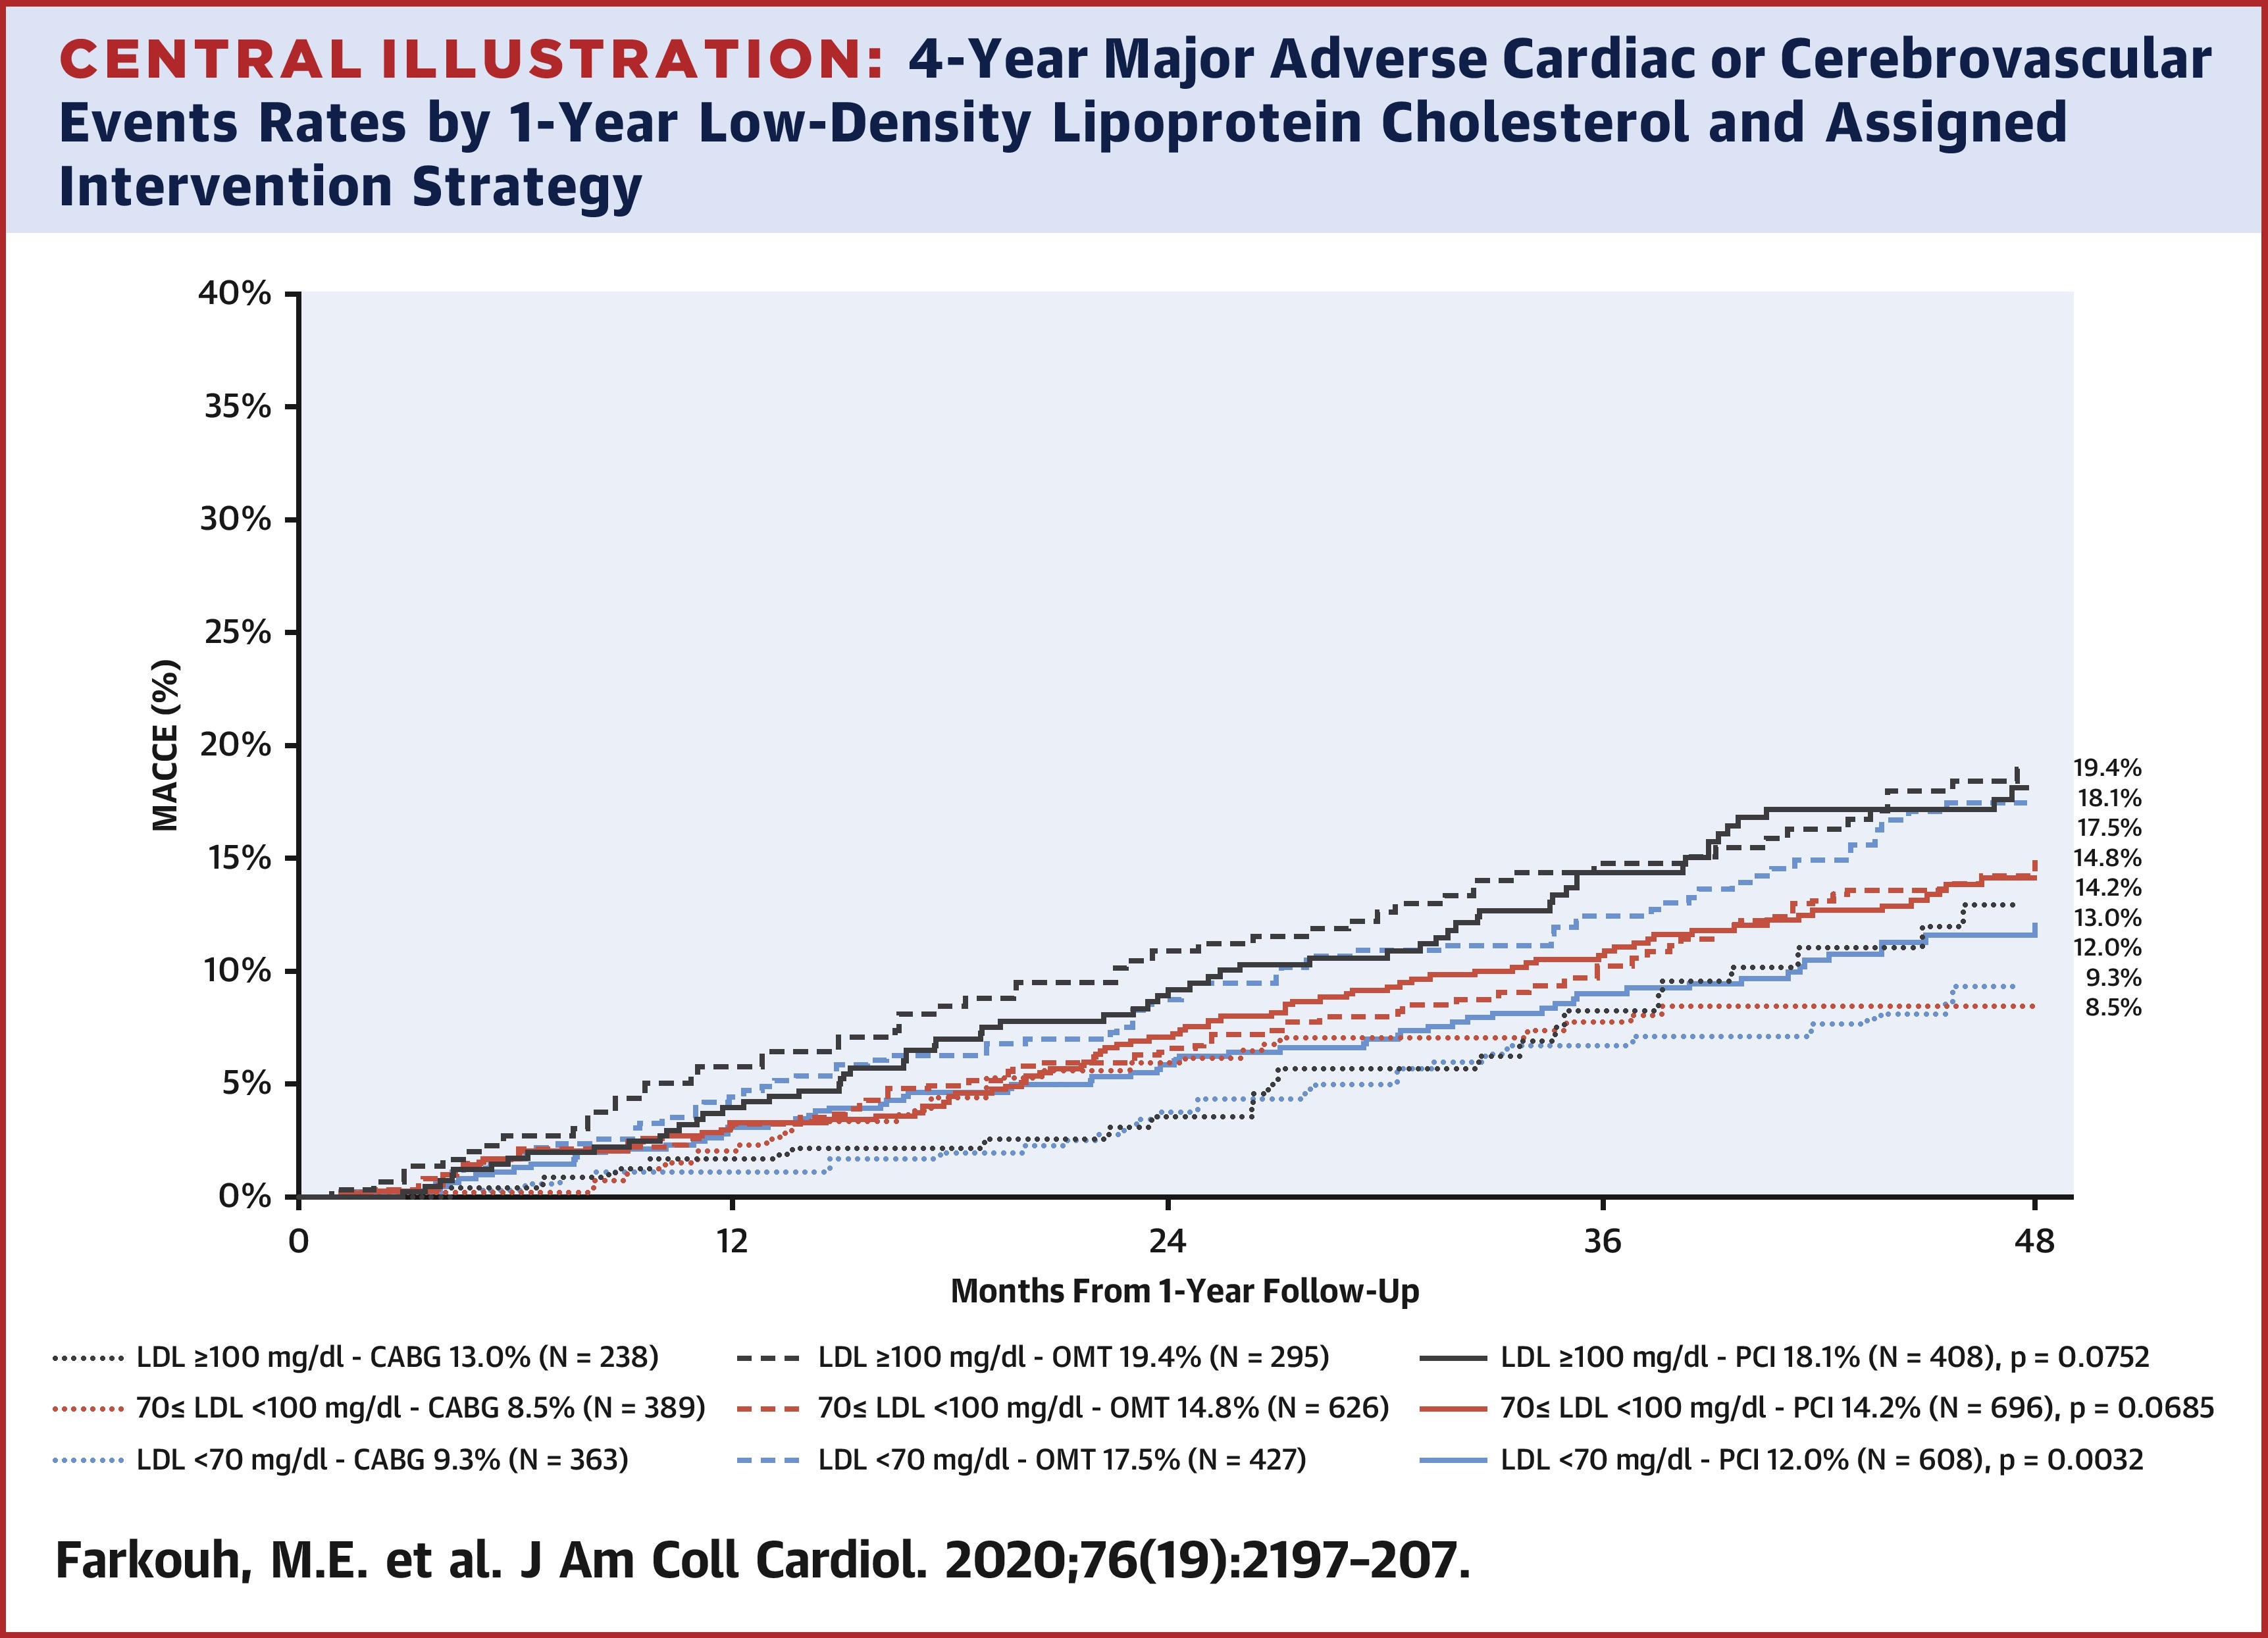 CENTRAL ILLUSTRATION: 4-Year Major Adverse Cardiac or Cerebrovascular
Events Rates by 1-Year Low-Density Lipoprotein Cholesterol and Assigned
Intervention Strategy
40%
35%
30%
25%
20%
15%
10%
5%
0%
MACCE (%)
19.4%
18.1%
17.5%
14.8%
14.2%
13.0%
12.0%
9.3%
8.5%
0 12 24 36 48
Months From 1-Year Follow-Up
LDL ≥100 mg/dl - CABG 13.0% (N = 238) LDL ≥100 mg/dl - OMT 19.4% (N = 295) LDL ≥100 mg/dl - PCI 18.1% (N = 408), p = 0.0752
70≤ LDL <100 mg/dl - CABG 8.5% (N = 389) 70≤ LDL <100 mg/dl - OMT 14.8% (N = 626) 70≤ LDL <100 mg/dl - PCI 14.2% (N = 696), p = 0.0685
LDL <70 mg/dl - CABG 9.3% (N = 363) LDL <70 mg/dl - OMT 17.5% (N = 427) LDL <70 mg/dl - PCI 12.0% (N = 608), p = 0.0032
Farkouh, M.E. et al. J Am Coll Cardiol. 2020;76(19):2197–207.